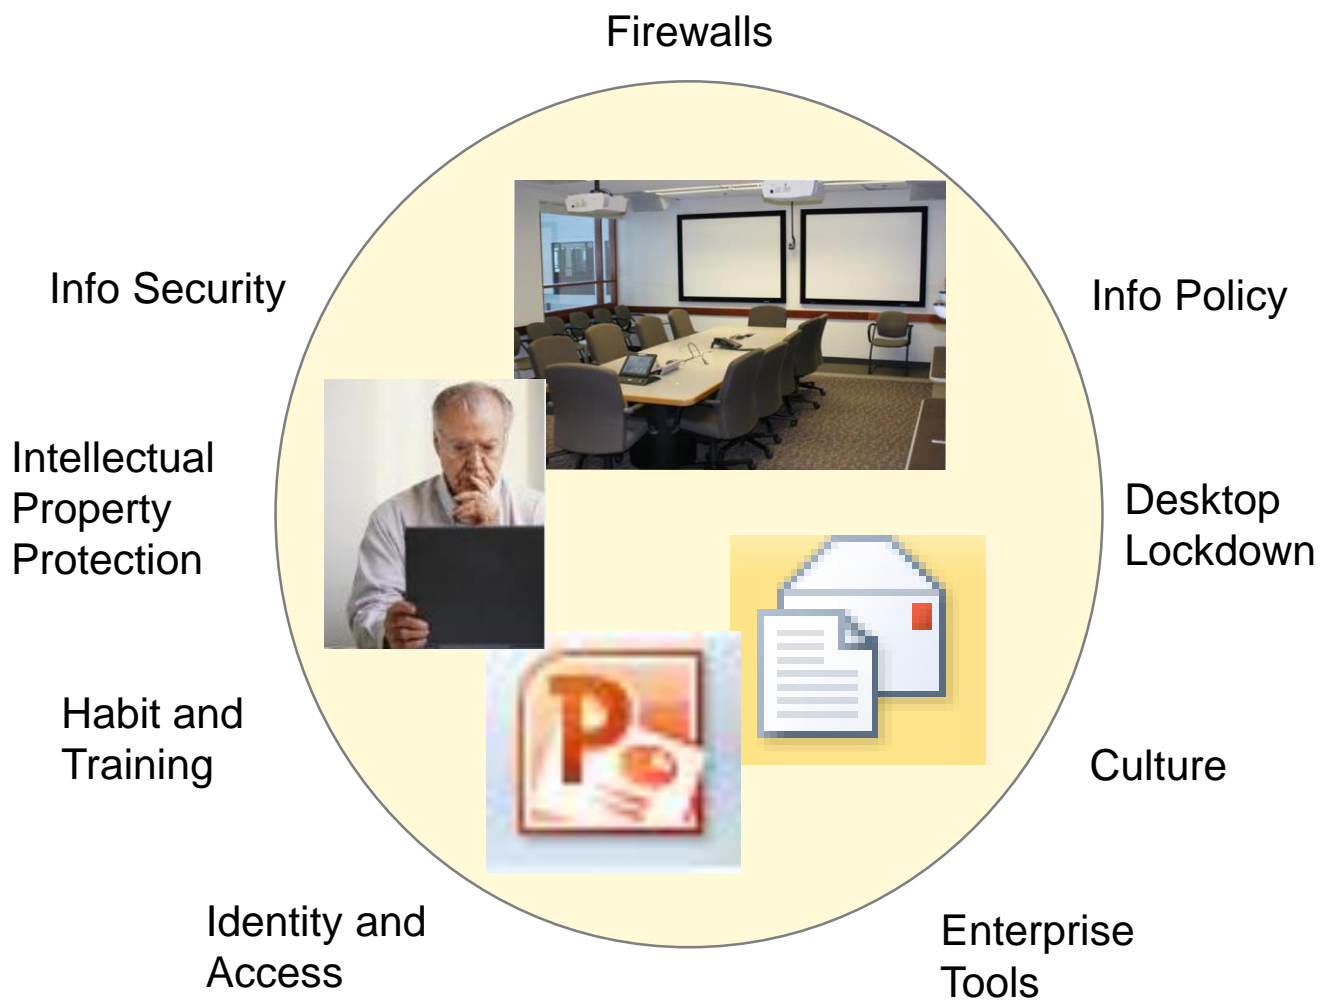 Firewalls
Info Security
Info Policy
Intellectual
Property
Protection
Desktop
Lockdown
Habit and
Training
Culture
Identity and
Access
Enterprise
Tools
P